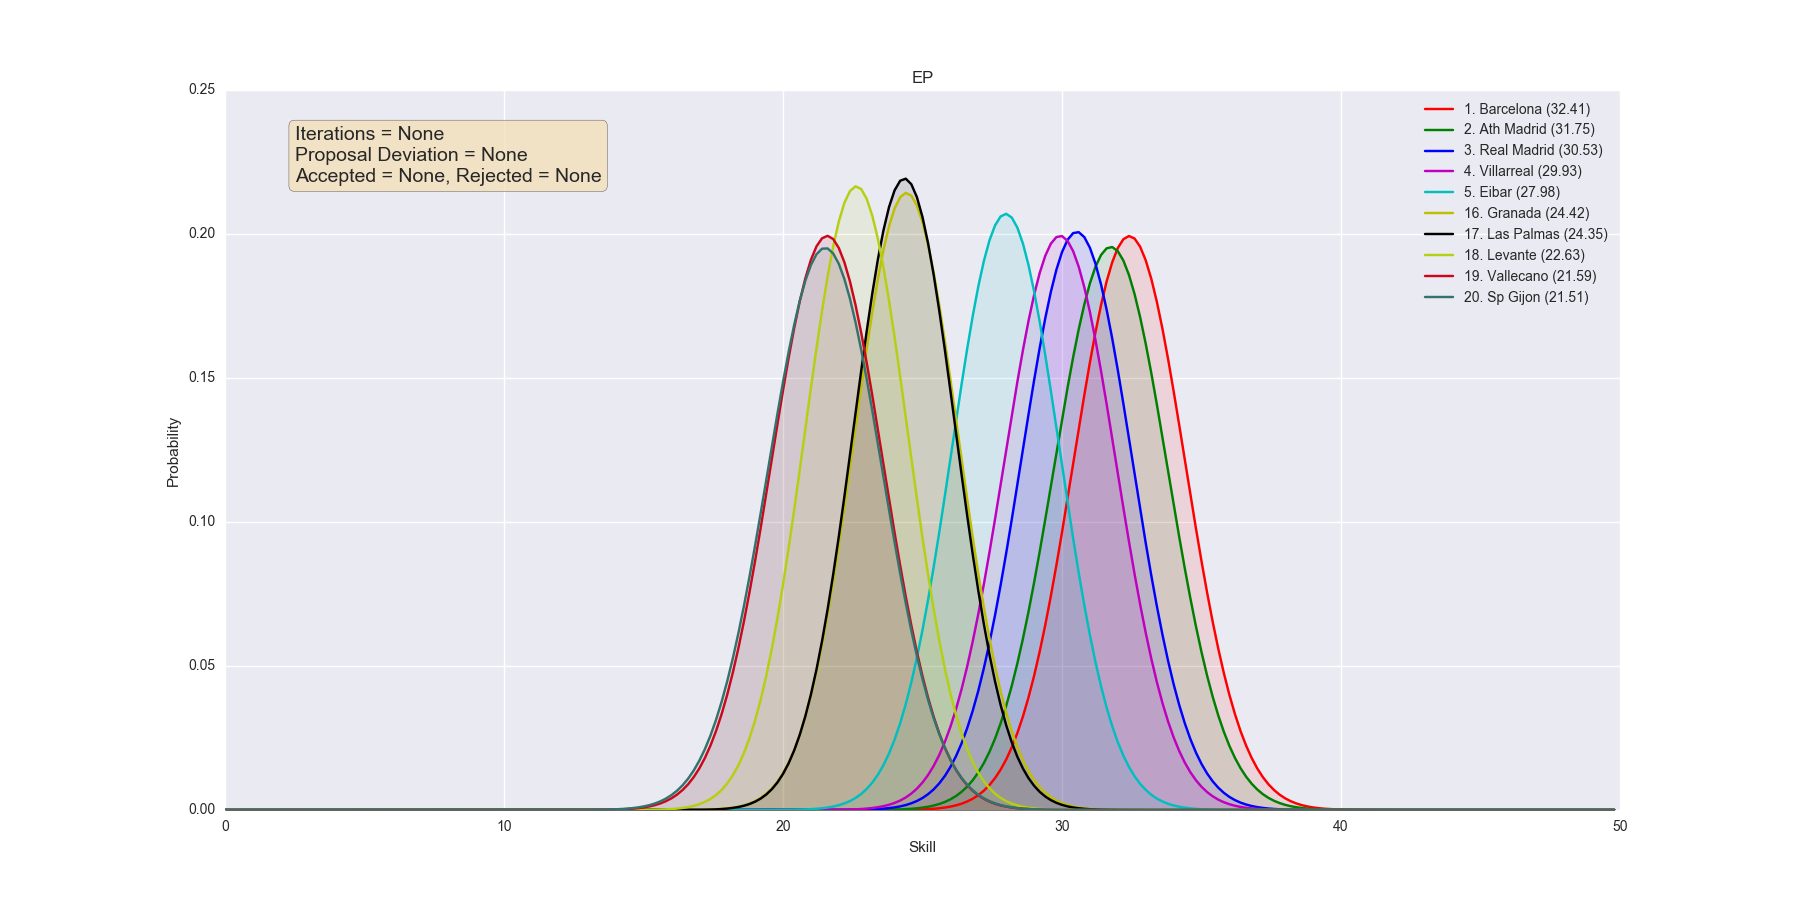 EP
0.25
0.20
0.15
0.10
0.05
0.00
Probability
Iterations = None
Proposal Deviation = None
Accepted = None, Rejected = None
1. Barcelona (32.41)
2. Ath Madrid (31.75)
3. Real Madrid (30.53)
4. Villarreal (29.93)
5. Eibar (27.98)
16. Granada (24.42)
17. Las Palmas (24.35)
18. Levante (22.63)
19. Vallecano (21.59)
20. Sp Gijon (21.51)
0 10 20 30 40 50
Skill